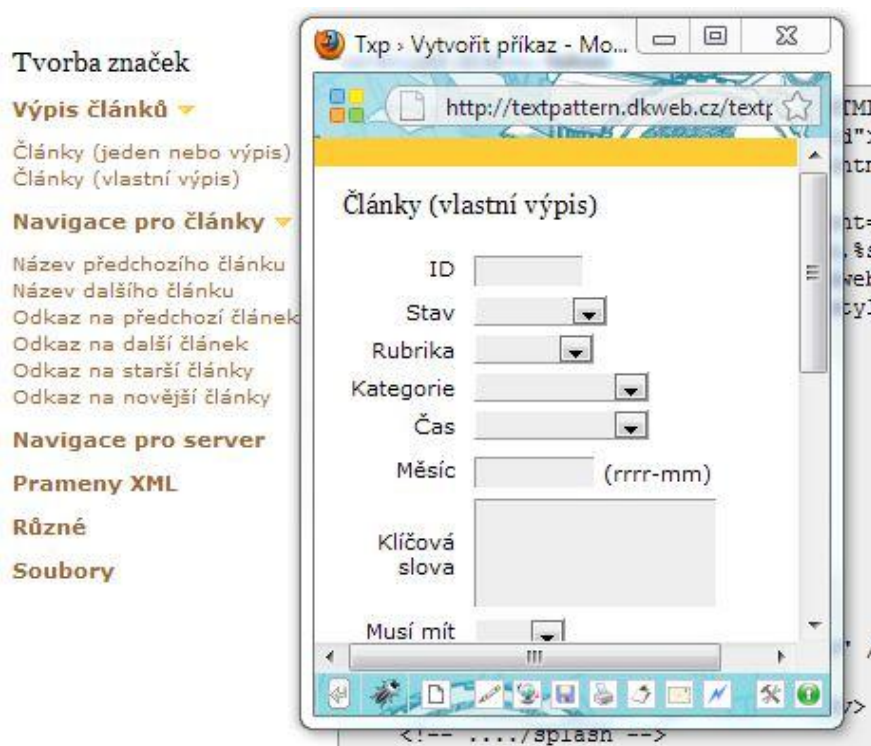 Tvorba značek
Výpis článků
Články (jeden nebo výpis)
Články (vlastní výpis)
Navigace pro články
Název předchozího článku
Název dalšího článku
Odkaz na předchozí článek
Odkaz na další článek
Odkaz na starší články
Odkaz na novější články
Navigace pro server
Prameny XML
Různé
Soubory
Txp › Vytvořit příkaz - Mo...
http://textpattern.dkweb.cz/textp
Články (vlastní výpis)
ID
Stav
Rubrika
Kategorie
Čas
Měsíc (rrrr-mm)
Klíčová
slova
Musí mít
<!-- ..../splash -->